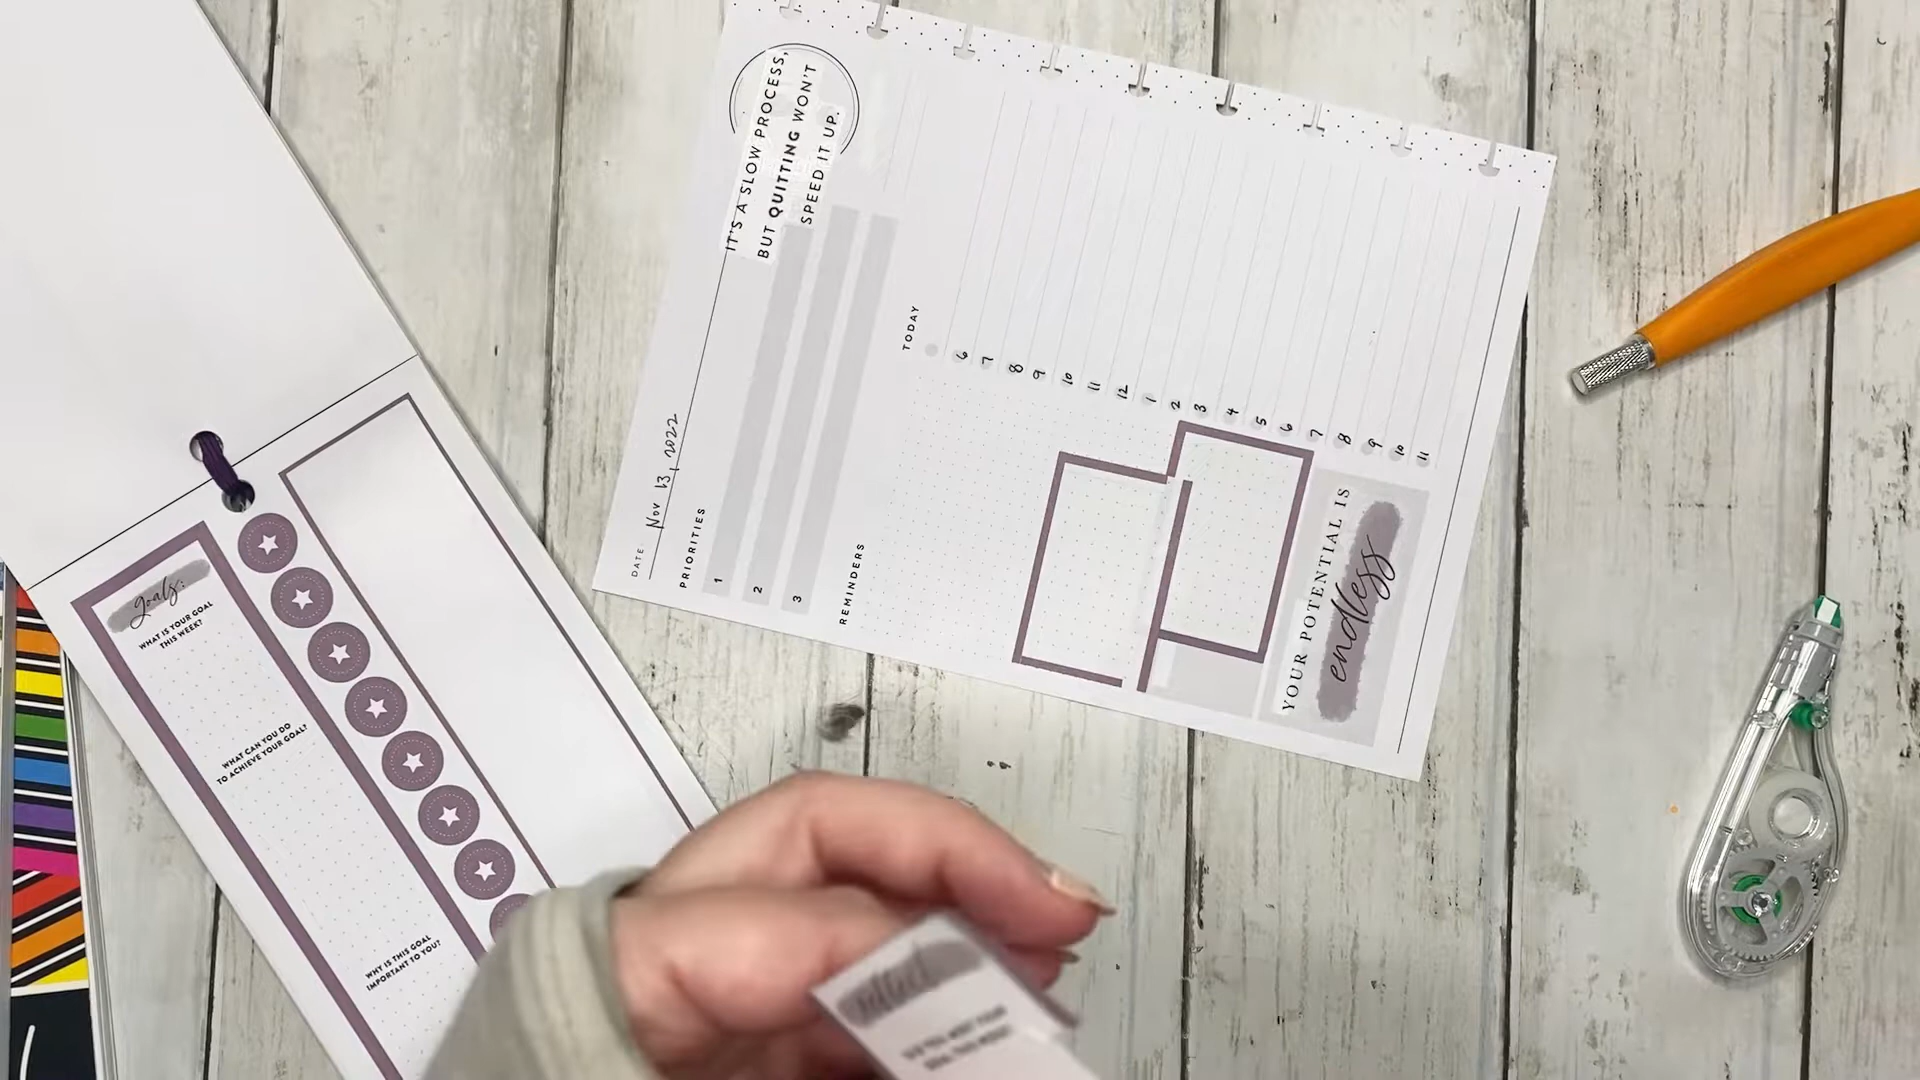 IT'S A SLOW PROCESS,
BUT QUITTING WON'T
SPEED IT UP.
DATE Nov 13, 2022
PRIORITIES
1
2
3
REMINDERS
TODAY
6
7
8
9
10
11
12
1
2
3
4
5
6
7
8
9
10
11
YOUR POTENTIAL IS
endless
goals:
WHAT IS YOUR GOAL
THIS WEEK?
WHAT CAN YOU DO
TO ACHIEVE YOUR GOAL?
WHY IS THIS GOAL
IMPORTANT TO YOU?
reflect